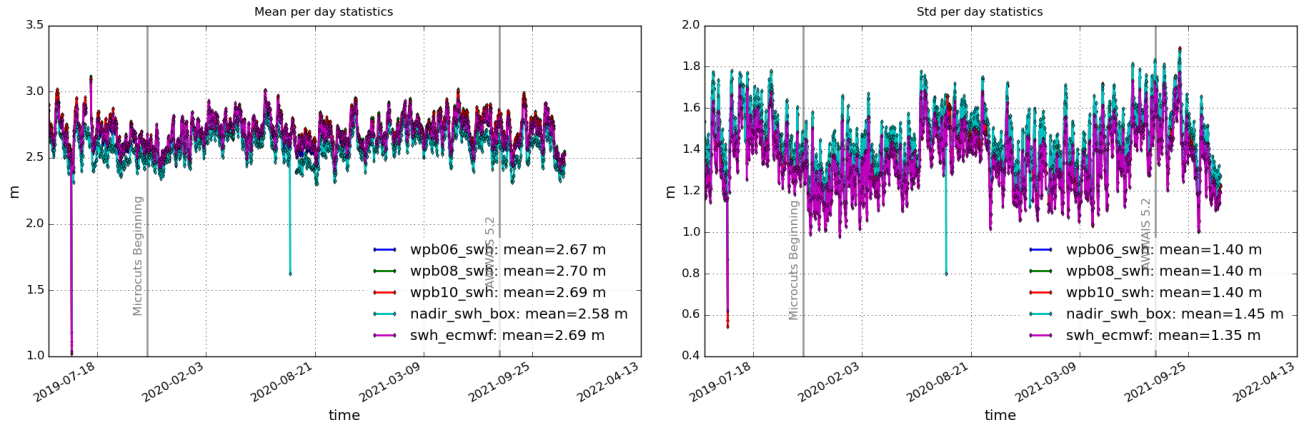 Mean per day statistics
3.5
3.0
2.5
2.0
1.5
1.0
m
Microcuts Beginning
AWWAIS 5.2
wpb06_swh: mean=2.67 m
wpb08_swh: mean=2.70 m
wpb10_swh: mean=2.69 m
nadir_swh_box: mean=2.58 m
swh_ecmwf: mean=2.69 m
2019-07-18
2020-02-03
2020-08-21
2021-03-09
2021-09-25
2022-04-13
time
Std per day statistics
2.0
1.8
1.6
1.4
1.2
1.0
0.8
0.6
0.4
m
Microcuts Beginning
AWWAIS 5.2
wpb06_swh: mean=1.40 m
wpb08_swh: mean=1.40 m
wpb10_swh: mean=1.40 m
nadir_swh_box: mean=1.45 m
swh_ecmwf: mean=1.35 m
2019-07-18
2020-02-03
2020-08-21
2021-03-09
2021-09-25
2022-04-13
time